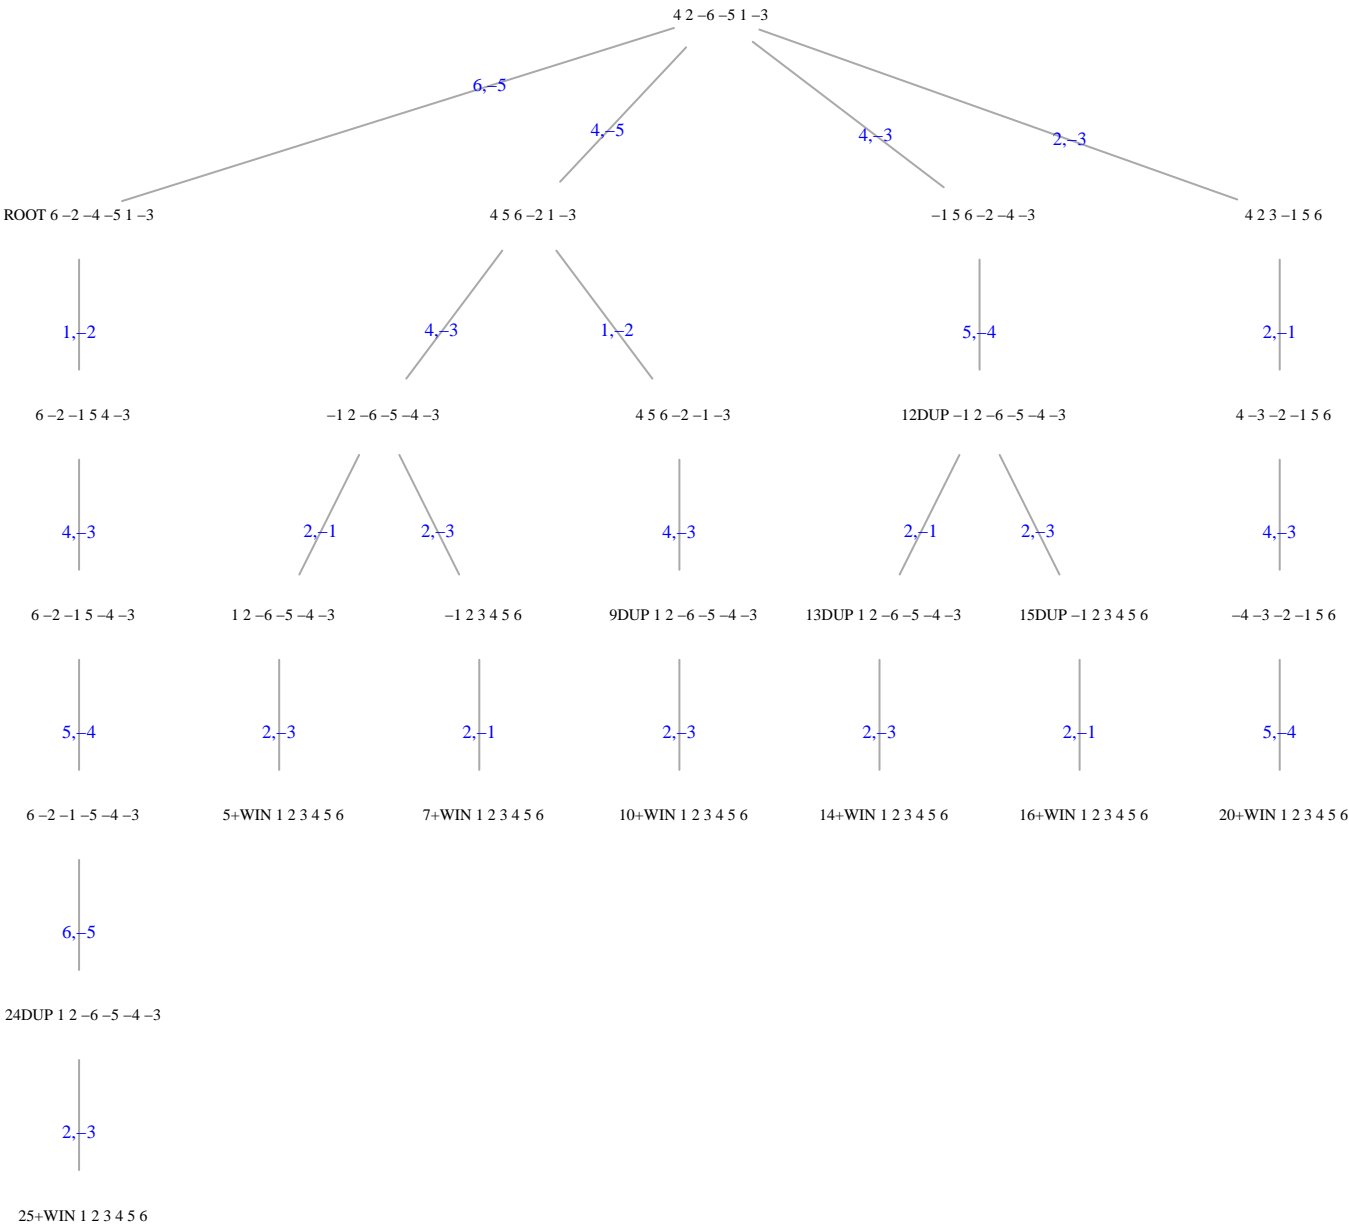 4 2 −6 −5 1 −3
6,−5
4,−5
4,−3
2,−3
ROOT 6 −2 −4 −5 1 −3
4 5 6 −2 1 −3
−1 5 6 −2 −4 −3
4 2 3 −1 5 6
1,−2
4,−3
1,−2
5,−4
2,−1
6 −2 −1 5 4 −3
−1 2 −6 −5 −4 −3
4 5 6 −2 −1 −3
12DUP −1 2 −6 −5 −4 −3
4 −3 −2 −1 5 6
4,−3
2,−1
2,−3
4,−3
2,−1
2,−3
4,−3
6 −2 −1 5 −4 −3
1 2 −6 −5 −4 −3
−1 2 3 4 5 6
9DUP 1 2 −6 −5 −4 −3
13DUP 1 2 −6 −5 −4 −3
15DUP −1 2 3 4 5 6
−4 −3 −2 −1 5 6
5,−4
2,−3
2,−1
2,−3
2,−3
2,−1
5,−4
6 −2 −1 −5 −4 −3
5+WIN 1 2 3 4 5 6
7+WIN 1 2 3 4 5 6
10+WIN 1 2 3 4 5 6
14+WIN 1 2 3 4 5 6
16+WIN 1 2 3 4 5 6
20+WIN 1 2 3 4 5 6
6,−5
24DUP 1 2 −6 −5 −4 −3
2,−3
25+WIN 1 2 3 4 5 6